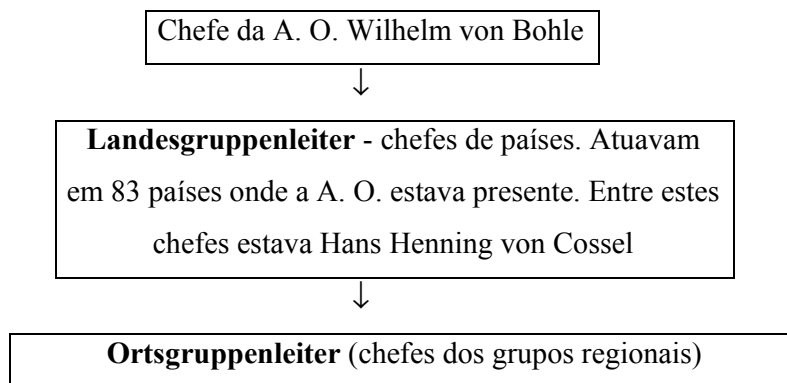 Chefe da A. O. Wilhelm von Bohle
↓
Landesgruppenleiter - chefes de países. Atuavam
em 83 países onde a A. O. estava presente. Entre estes
chefes estava Hans Henning von Cossel
↓
Ortsgruppenleiter (chefes dos grupos regionais)